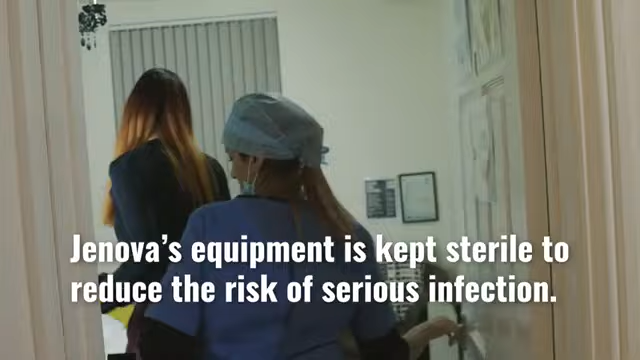 Jenova’s equipment is kept sterile to
reduce the risk of serious infection.